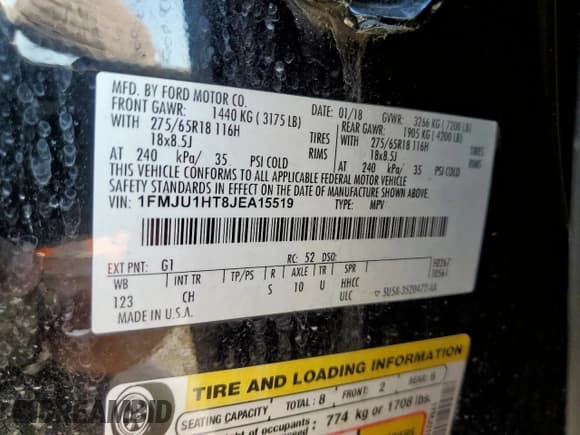 MFD. BY FORD MOTOR CO.
DATE: 01/18 GVWR: 3266 KG ( 7200 LB)
FRONT GAWR: 1440 KG ( 3175 LB) REAR GAWR: 1905 KG ( 4200 LB)
WITH 275/65R18 116H TIRES WITH 275/65R18 116H
18x8.5J RIMS 18x8.5J
AT 240 kPa/ 35 PSI COLD AT 240 kPa/ 35 PSI COLD
THIS VEHICLE CONFORMS TO ALL APPLICABLE FEDERAL MOTOR VEHICLE
SAFETY STANDARDS IN EFFECT ON THE DATE OF MANUFACTURE SHOWN ABOVE.
VIN: 1FMJU1HT8JEA15519 TYPE: MPV
EXT PNT: G1 RC: 52 DSO:
WB INT TR TP/PS R AXLE TR SPR
123 CH S 10 U HHCC
MADE IN U.S.A. ULC
TIRE AND LOADING INFORMATION
SEATING CAPACITY TOTAL: 8 FRONT: 2 REAR: 6
of occupants 774 kg or 1708 lbs.
exceed